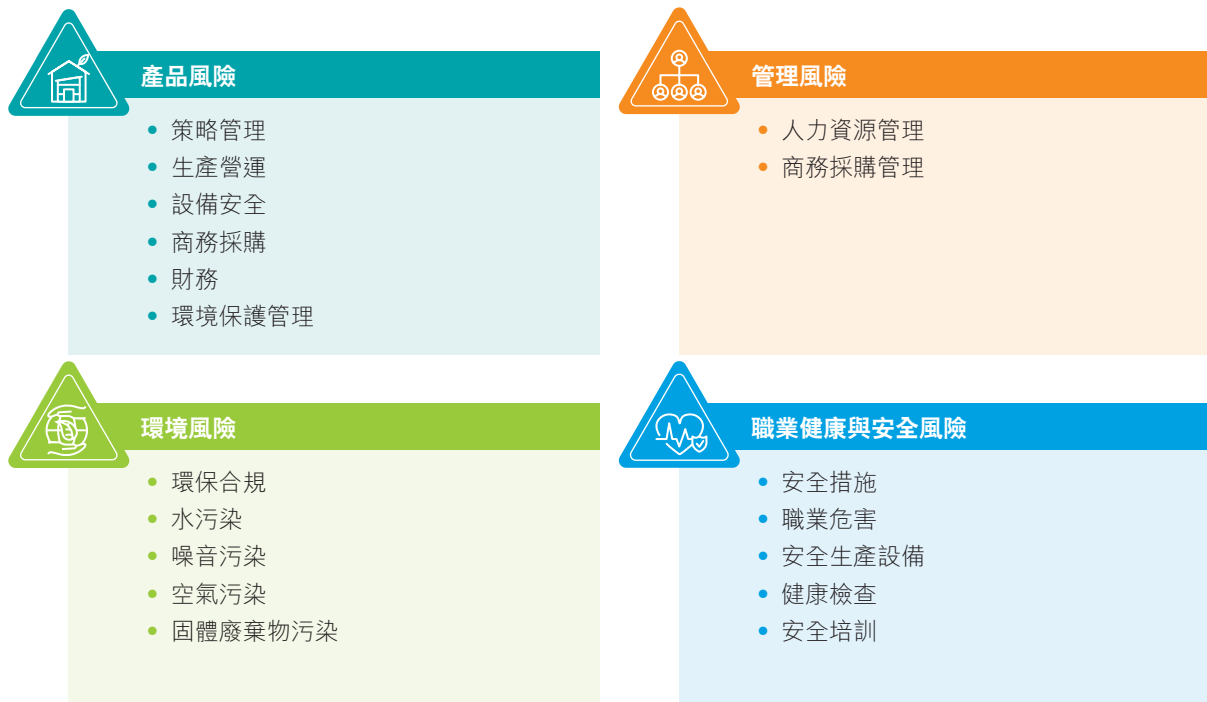 產品風險
• 策略管理
• 生產營運
• 設備安全
• 商務採購
• 財務
• 環境保護管理
管理風險
• 人力資源管理
• 商務採購管理
環境風險
• 環保合規
• 水污染
• 噪音污染
• 空氣污染
• 固體廢棄物污染
職業健康與安全風險
• 安全措施
• 職業危害
• 安全生產設備
• 健康檢查
• 安全培訓